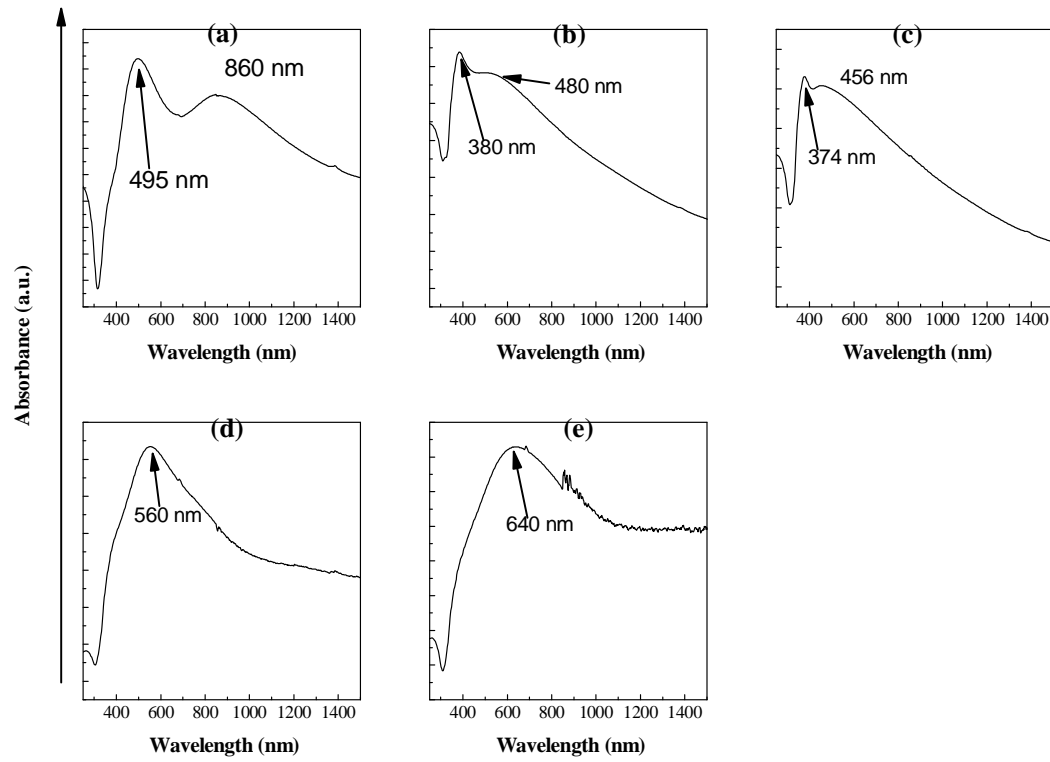 (a)
860 nm
495 nm
400 600 800 1000 1200 1400
Wavelength (nm)
(b)
480 nm
380 nm
400 600 800 1000 1200 1400
Wavelength (nm)
(c)
456 nm
374 nm
400 600 800 1000 1200 1400
Wavelength (nm)
Absorbance (a.u.)
(d)
560 nm
400 600 800 1000 1200 1400
Wavelength (nm)
(e)
640 nm
400 600 800 1000 1200 1400
Wavelength (nm)